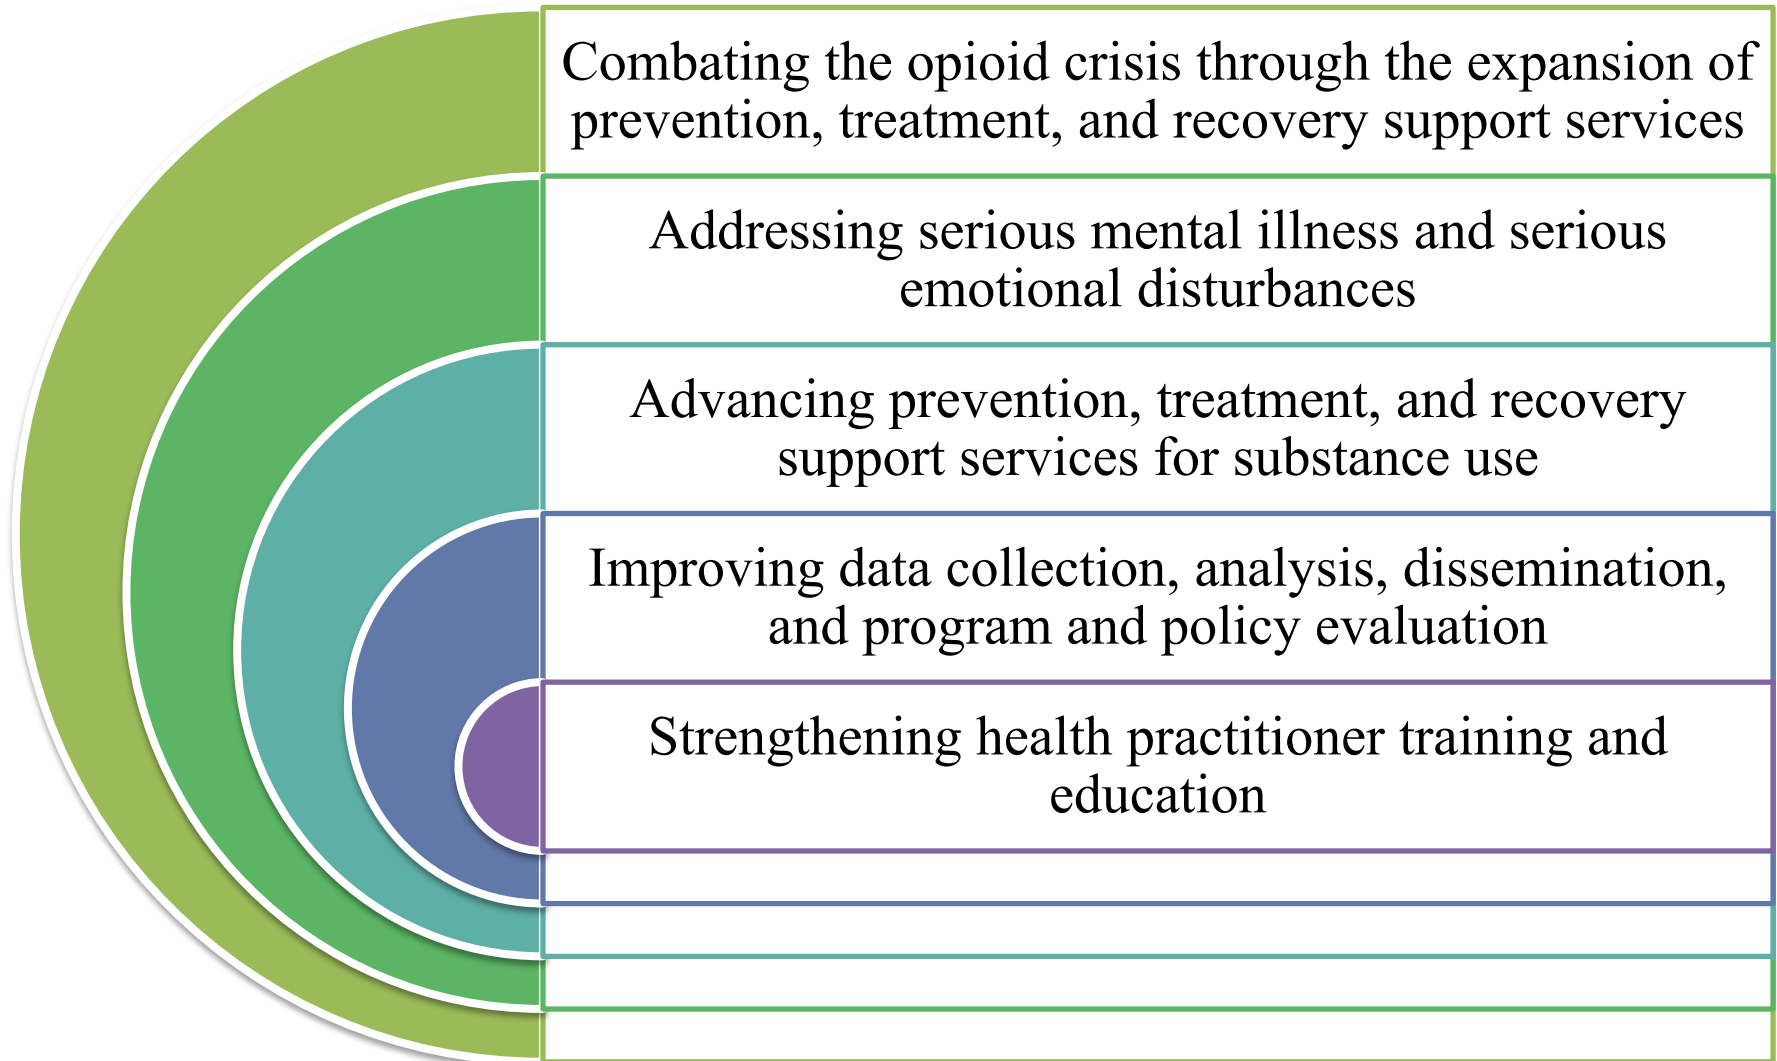 Combating the opioid crisis through the expansion of
prevention, treatment, and recovery support services
Addressing serious mental illness and serious
emotional disturbances
Advancing prevention, treatment, and recovery
support services for substance use
Improving data collection, analysis, dissemination,
and program and policy evaluation
Strengthening health practitioner training and
education